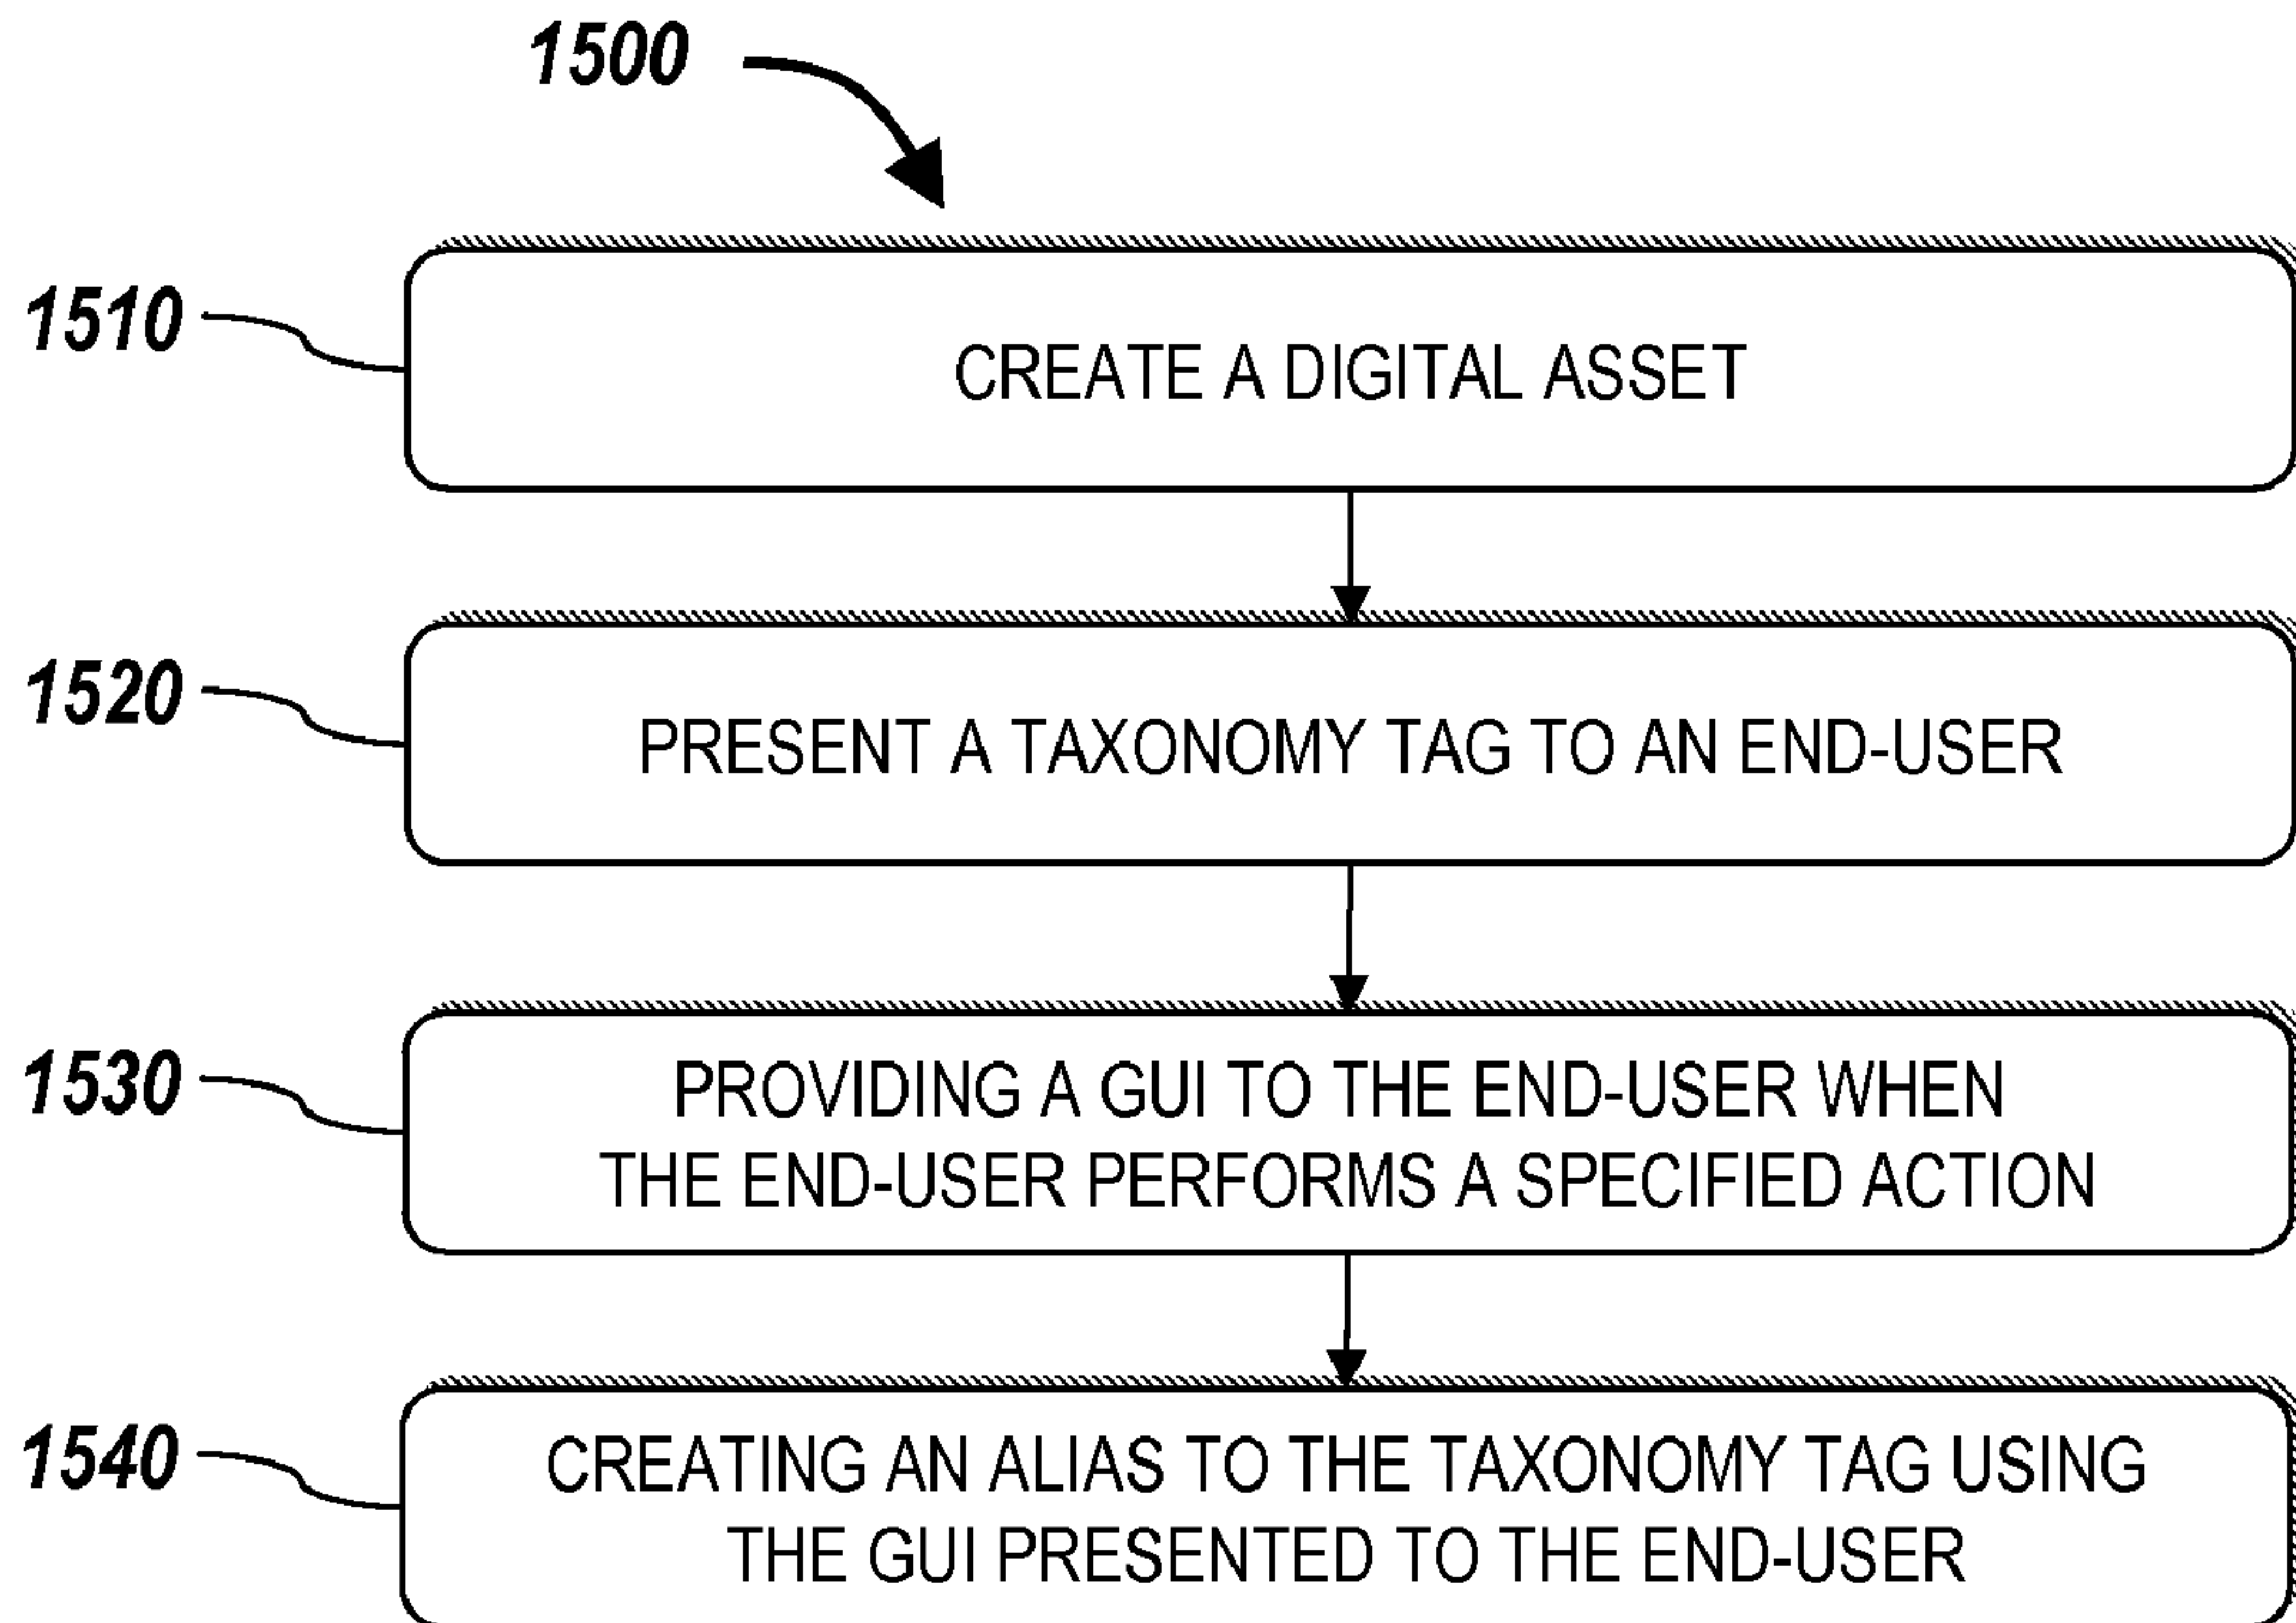 1500
1510
CREATE A DIGITAL ASSET
1520
PRESENT A TAXONOMY TAG TO AN END-USER
1530
PROVIDING A GUI TO THE END-USER WHEN
THE END-USER PERFORMS A SPECIFIED ACTION
1540
CREATING AN ALIAS TO THE TAXONOMY TAG USING
THE GUI PRESENTED TO THE END-USER